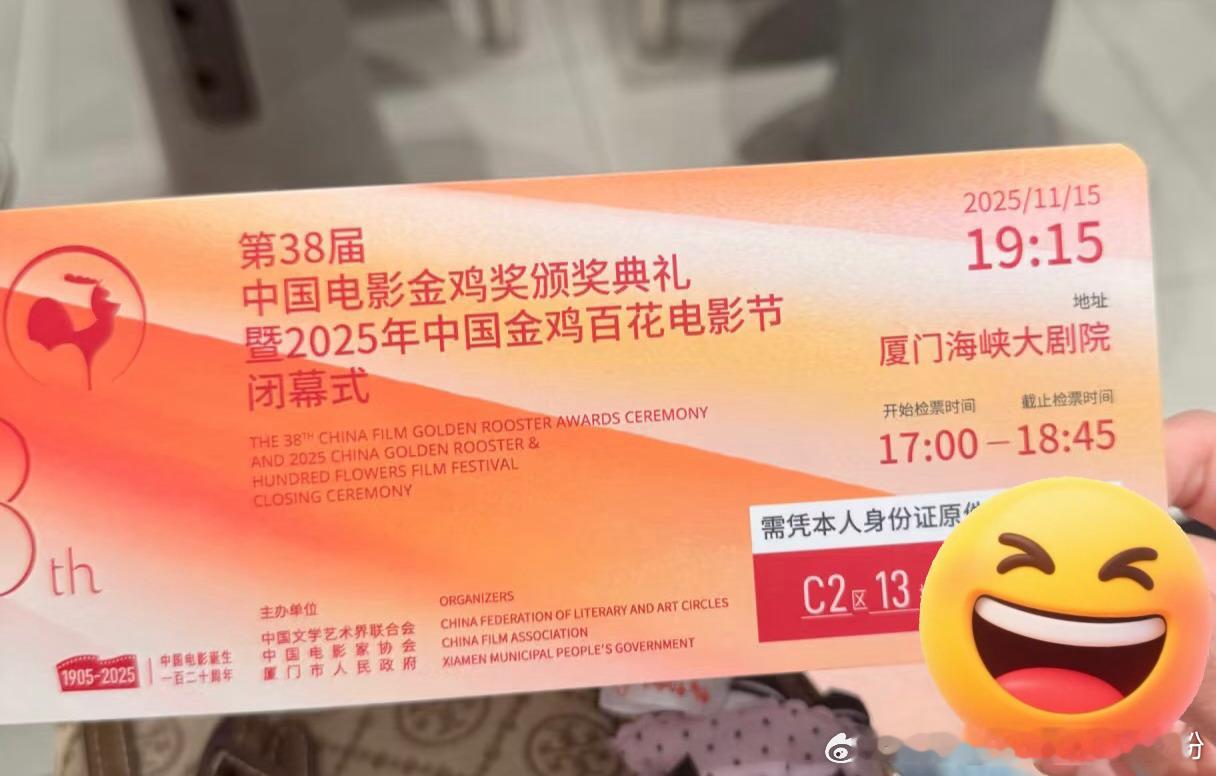 第38届
中国电影金鸡奖颁奖典礼
暨2025年中国金鸡百花电影节
闭幕式
THE 38TH CHINA FILM GOLDEN ROOSTER AWARDS CEREMONY
AND 2025 CHINA GOLDEN ROOSTER &
HUNDRED FLOWERS FILM FESTIVAL
CLOSING CEREMONY
2025/11/15
19:15
地址
厦门海峡大剧院
开始检票时间 截止检票时间
17:00 — 18:45
需凭本人身份证原件
C2区 13
th
1905-2025
中国电影诞生
一百二十周年
主办单位
中国文学艺术界联合会
中国电影家协会
厦门市人民政府
ORGANIZERS
CHINA FEDERATION OF LITERARY AND ART CIRCLES
CHINA FILM ASSOCIATION
XIAMEN MUNICIPAL PEOPLE'S GOVERNMENT